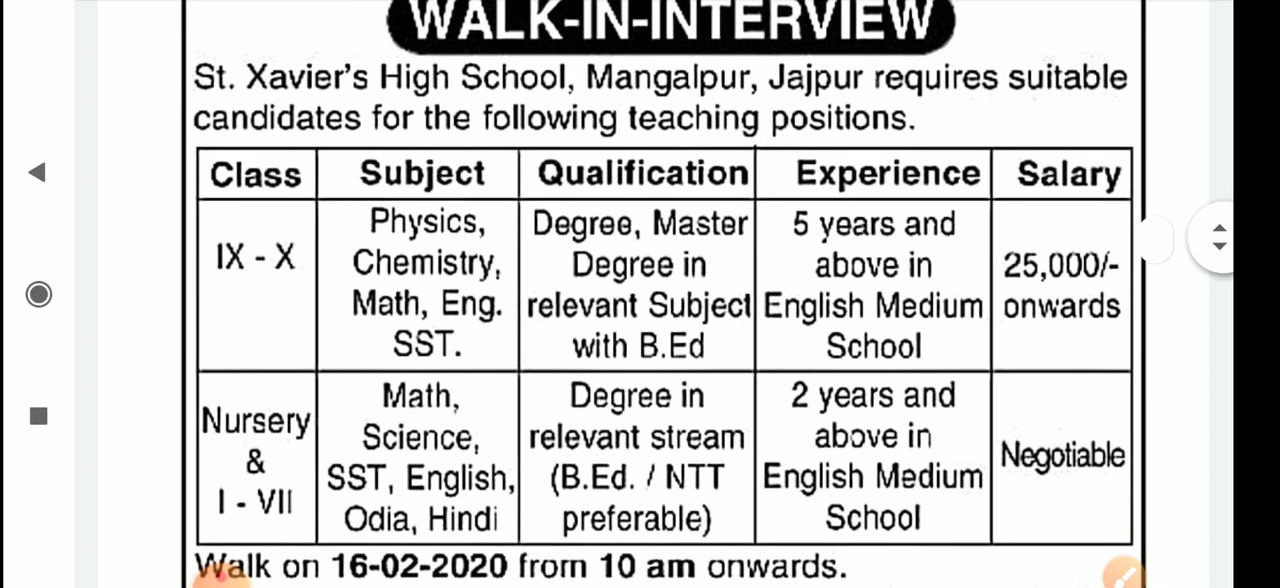 WALK-IN-INTERVIEW
St. Xavier's High School, Mangalpur, Jajpur requires suitable
candidates for the following teaching positions.
Class Subject Qualification Experience Salary
IX - X
Physics,
Chemistry,
Math, Eng.
SST.
Degree, Master
Degree in
relevant Subject
with B.Ed
5 years and
above in
English Medium
School
25,000/-
onwards
Nursery
&
I - VII
Math,
Science,
SST, English,
Odia, Hindi
Degree in
relevant stream
(B.Ed. / NTT
preferable)
2 years and
above in
English Medium
School
Negotiable
Walk on 16-02-2020 from 10 am onwards.